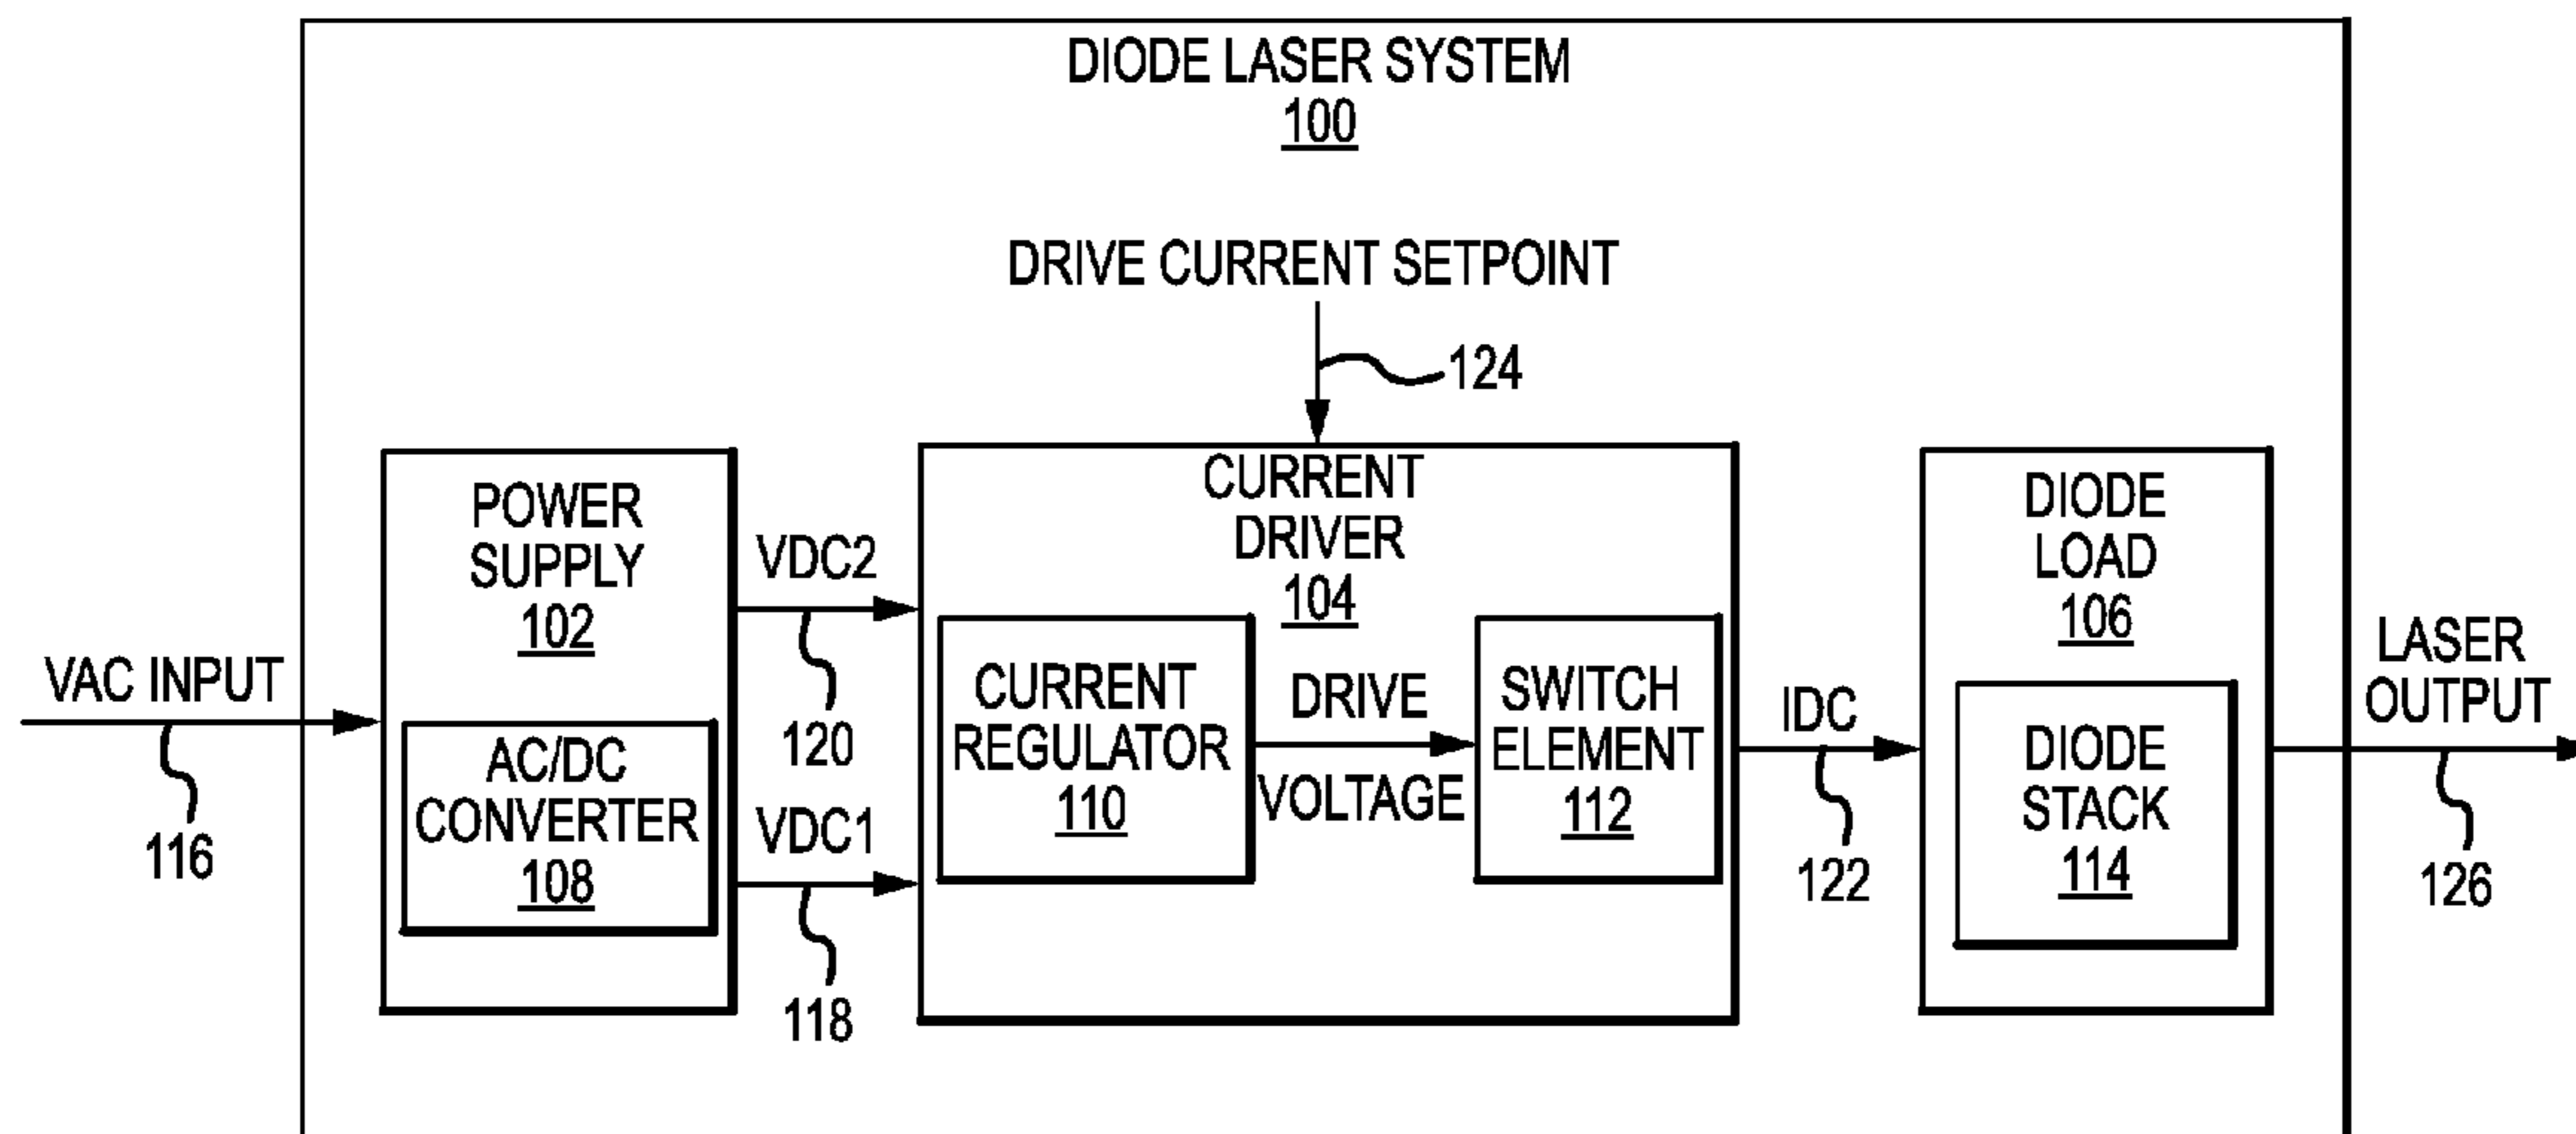 DIODE LASER SYSTEM
100
DRIVE CURRENT SETPOINT
124
VAC INPUT
116
POWER
SUPPLY
102
AC/DC
CONVERTER
108
VDC2
120
VDC1
118
CURRENT
DRIVER
104
CURRENT
REGULATOR
110
DRIVE
VOLTAGE
SWITCH
ELEMENT
112
IDC
122
DIODE
LOAD
106
DIODE
STACK
114
LASER
OUTPUT
126